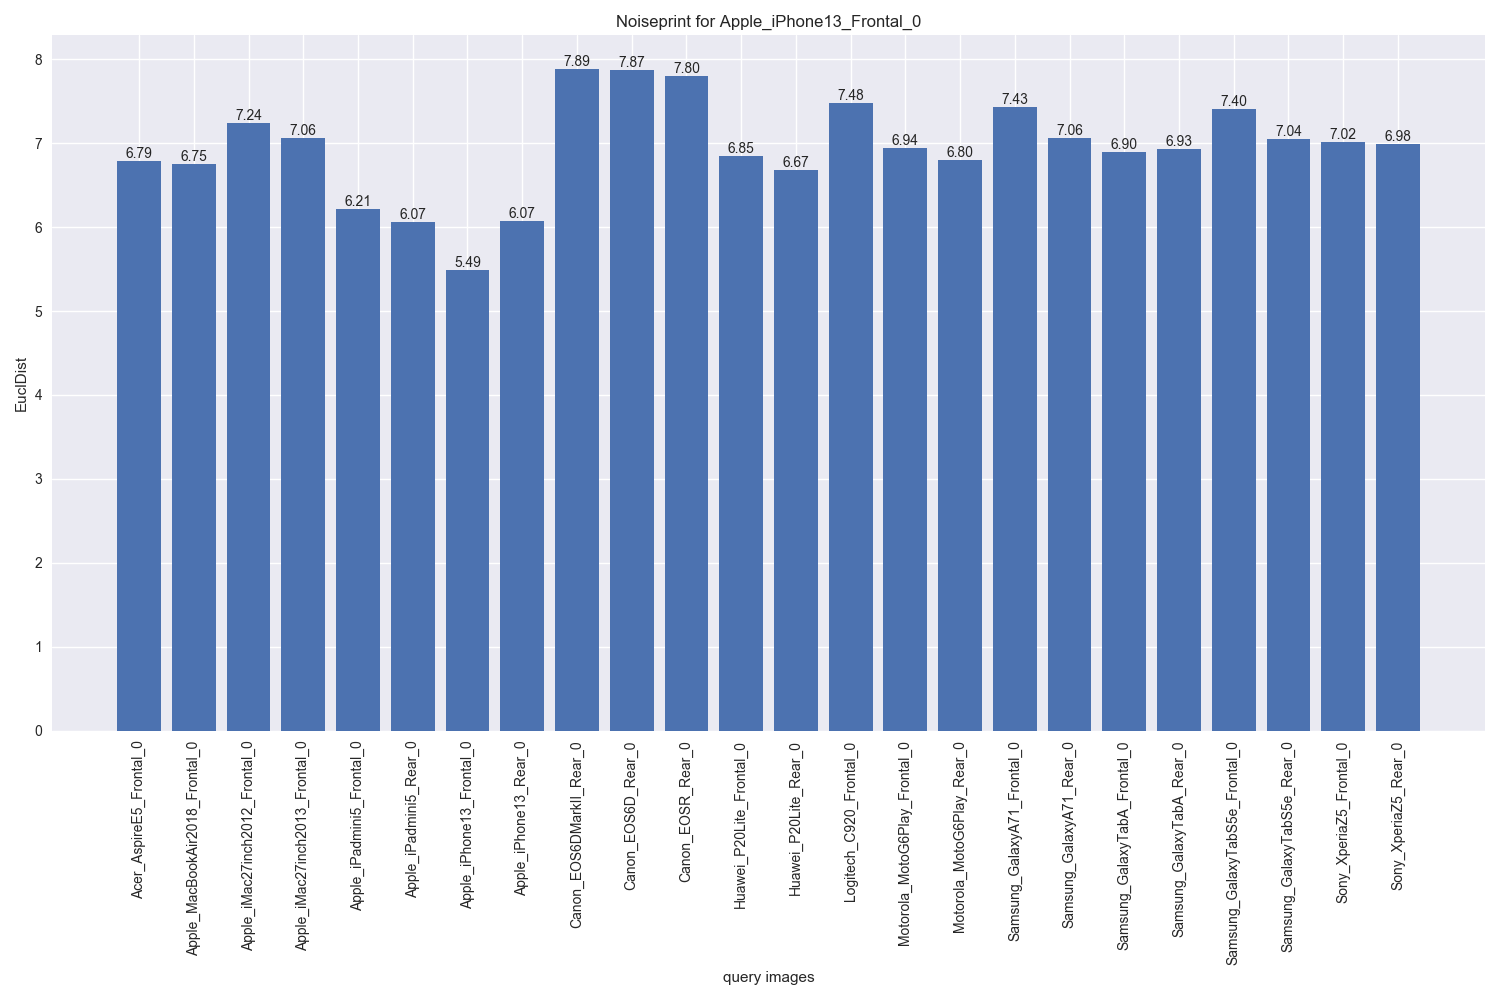 Noiseprint for Apple_iPhone13_Frontal_0
EuclDist
8
7
6
5
4
3
2
1
0
6.79
6.75
7.24
7.06
6.21
6.07
5.49
6.07
7.89
7.87
7.80
6.85
6.67
7.48
6.94
6.80
7.43
7.06
6.90
6.93
7.40
7.04
7.02
6.98
Acer_AspireE5_Frontal_0
Apple_MacBookAir2018_Frontal_0
Apple_iMac27inch2012_Frontal_0
Apple_iMac27inch2013_Frontal_0
Apple_iPadmini5_Frontal_0
Apple_iPadmini5_Rear_0
Apple_iPhone13_Frontal_0
Apple_iPhone13_Rear_0
Canon_EOS6DMarkII_Rear_0
Canon_EOS6D_Rear_0
Canon_EOSR_Rear_0
Huawei_P20Lite_Frontal_0
Huawei_P20Lite_Rear_0
Logitech_C920_Frontal_0
Motorola_MotoG6Play_Frontal_0
Motorola_MotoG6Play_Rear_0
Samsung_GalaxyA71_Frontal_0
Samsung_GalaxyA71_Rear_0
Samsung_GalaxyTabA_Frontal_0
Samsung_GalaxyTabA_Rear_0
Samsung_GalaxyTabS5e_Frontal_0
Samsung_GalaxyTabS5e_Rear_0
Sony_XperiaZ5_Frontal_0
Sony_XperiaZ5_Rear_0
query images